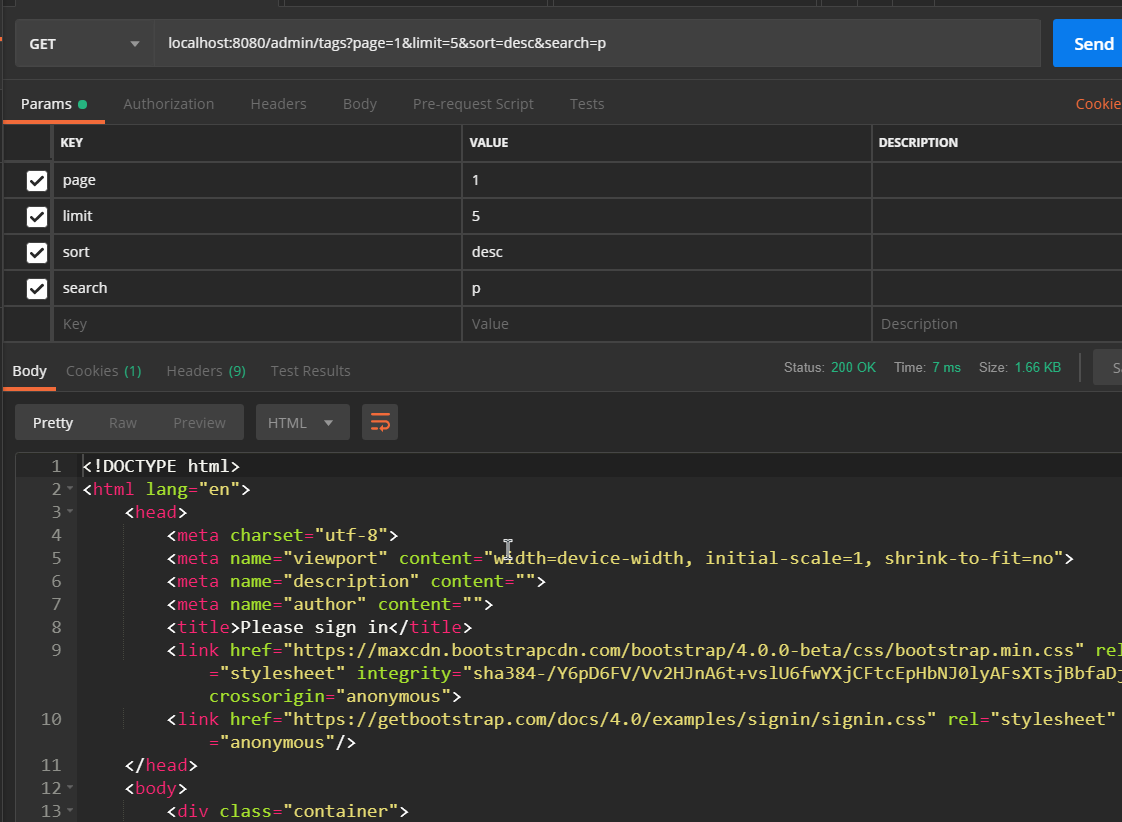 GET localhost:8080/admin/tags?page=1&limit=5&sort=desc&search=p Send
Params Authorization Headers Body Pre-request Script Tests Cookie
KEY VALUE DESCRIPTION
page 1
limit 5
sort desc
search p
Key Value Description
Body Cookies (1) Headers (9) Test Results Status: 200 OK Time: 7 ms Size: 1.66 KB Sa
Pretty Raw Preview HTML
1 <!DOCTYPE html>
2 <html lang="en">
3 <head>
4 <meta charset="utf-8">
5 <meta name="viewport" content="width=device-width, initial-scale=1, shrink-to-fit=no">
6 <meta name="description" content="">
7 <meta name="author" content="">
8 <title>Please sign in</title>
9 <link href="https://maxcdn.bootstrapcdn.com/bootstrap/4.0.0-beta/css/bootstrap.min.css" rel
="stylesheet" integrity="sha384-/Y6pD6FV/Vv2HJnA6t+vslU6fwYXjCFtcEpHbNJ0lyAFsXTsjBbfaDj
crossorigin="anonymous">
10 <link href="https://getbootstrap.com/docs/4.0/examples/signin/signin.css" rel="stylesheet"
="anonymous"/>
11 </head>
12 <body>
13 <div class="container">